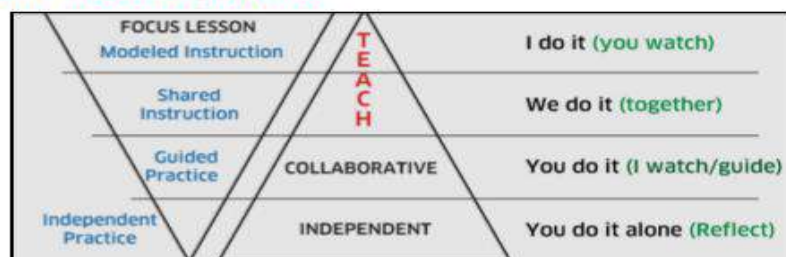 FOCUS LESSON
Modeled Instruction
TEACH
I do it (you watch)
Shared
Instruction
We do it (together)
Guided
Practice
COLLABORATIVE
You do it (I watch/guide)
Independent
Practice
INDEPENDENT
You do it alone (Reflect)